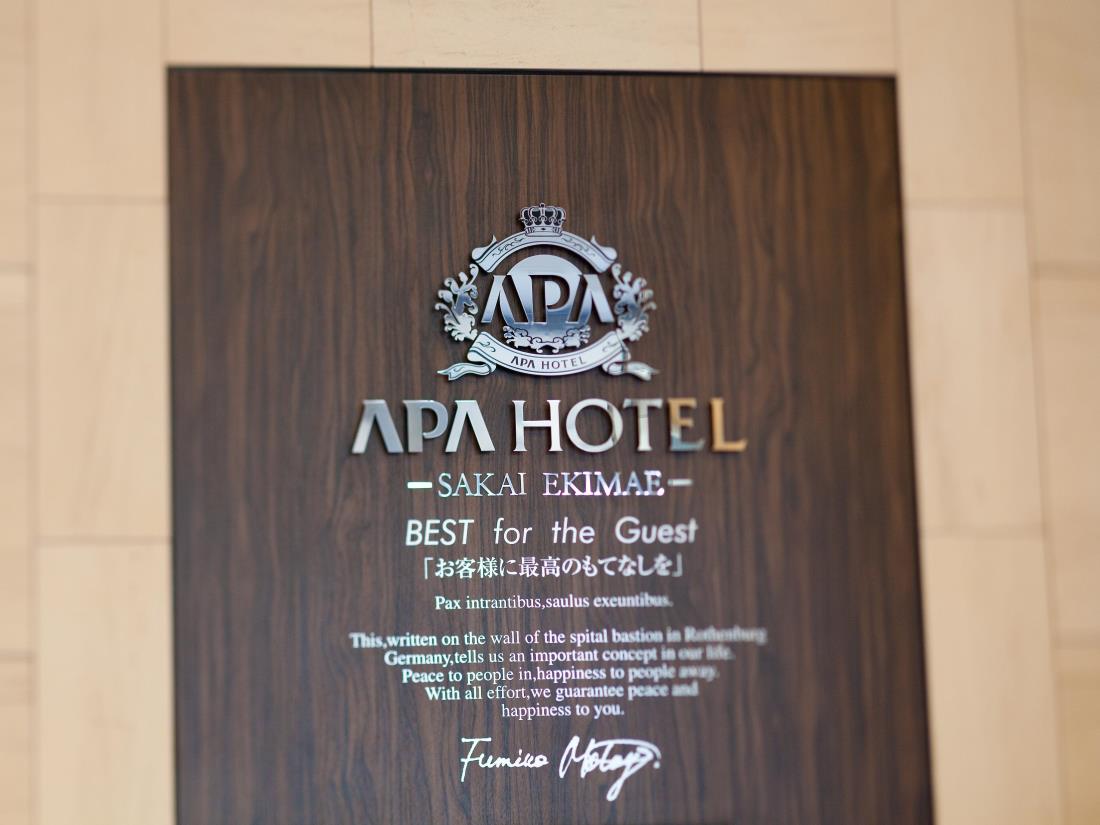 APA
APA HOTEL
APA HOTEL
SAKAI EKIMAE
BEST for the Guest
「お客様に最高のもてなしを」
Pax intrantibus,saulus exeuntibus.
This,written on the wall of the spital bastion in Rothenburg
Germany,tells us an important concept in our life.
Peace to people in,happiness to people away.
With all effort,we guarantee peace and
happiness to you.
Fumiko Motoya